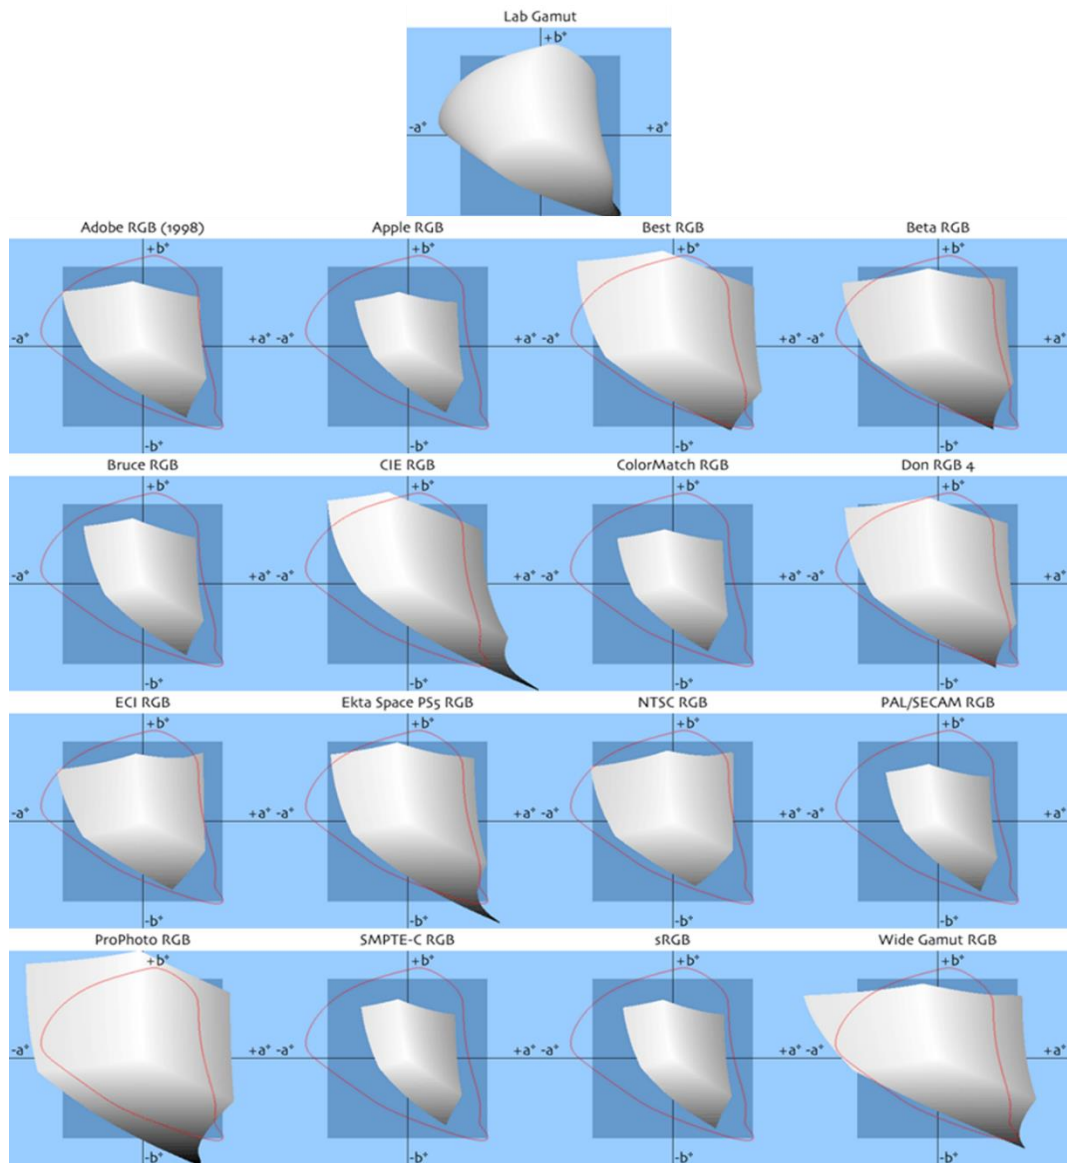 Lab Gamut
+b°
-a° +a°
Adobe RGB (1998) Apple RGB Best RGB Beta RGB
+b° +b° +b° +b°
-a° +a° -a° +a° -a° +a° -a° +a°
-b° -b° -b° -b°
Bruce RGB CIE RGB ColorMatch RGB Don RGB 4
+b° +b° +b° +b°
-a° +a° -a° +a° -a° +a° -a° +a°
-b° -b° -b° -b°
ECI RGB Ekta Space PS5 RGB NTSC RGB PAL/SECAM RGB
+b° +b° +b° +b°
-a° +a° -a° +a° -a° +a° -a° +a°
-b° -b° -b° -b°
ProPhoto RGB SMPTE-C RGB sRGB Wide Gamut RGB
+b° +b° +b° +b°
-a° +a° -a° +a° -a° +a° -a° +a°
-b° -b° -b° -b°